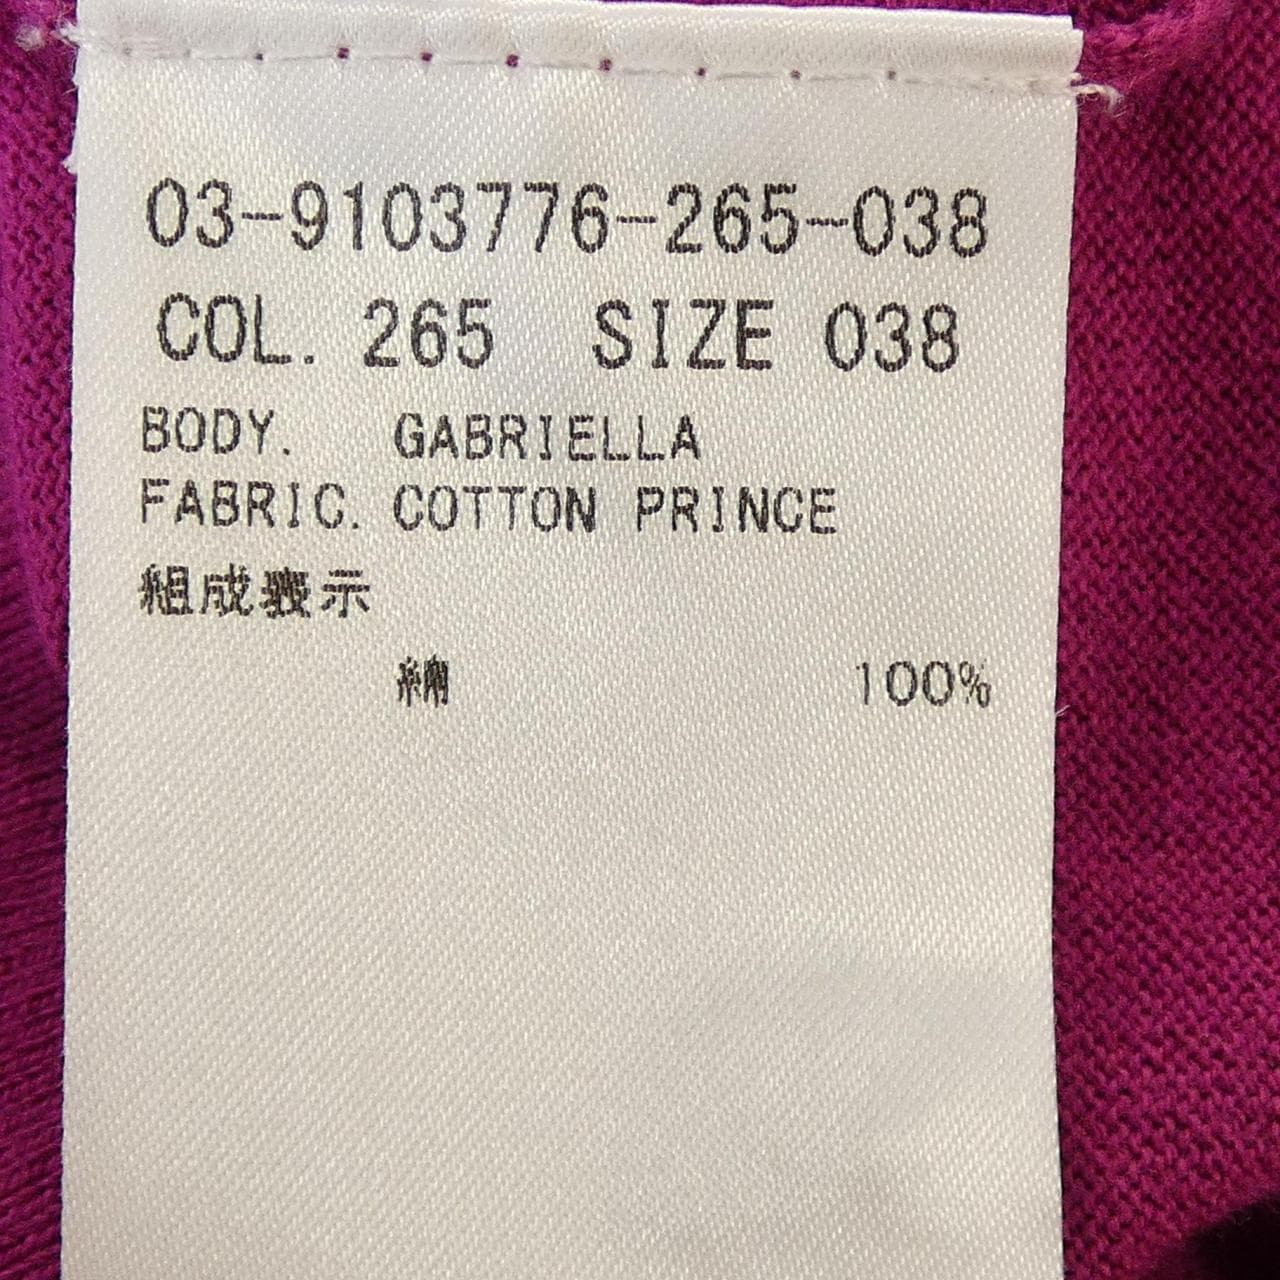 03-9103776-265-038
COL. 265 SIZE 038
BODY. GABRIELLA
FABRIC. COTTON PRINCE
組成表示
綿 100%